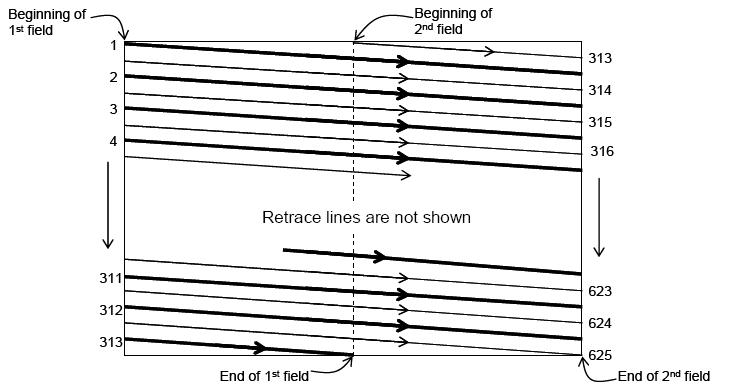 Beginning of
1st field
Beginning of
2nd field
1
313
2
314
3
315
4
316
Retrace lines are not shown
311
623
312
624
313
625
End of 1st field
End of 2nd field